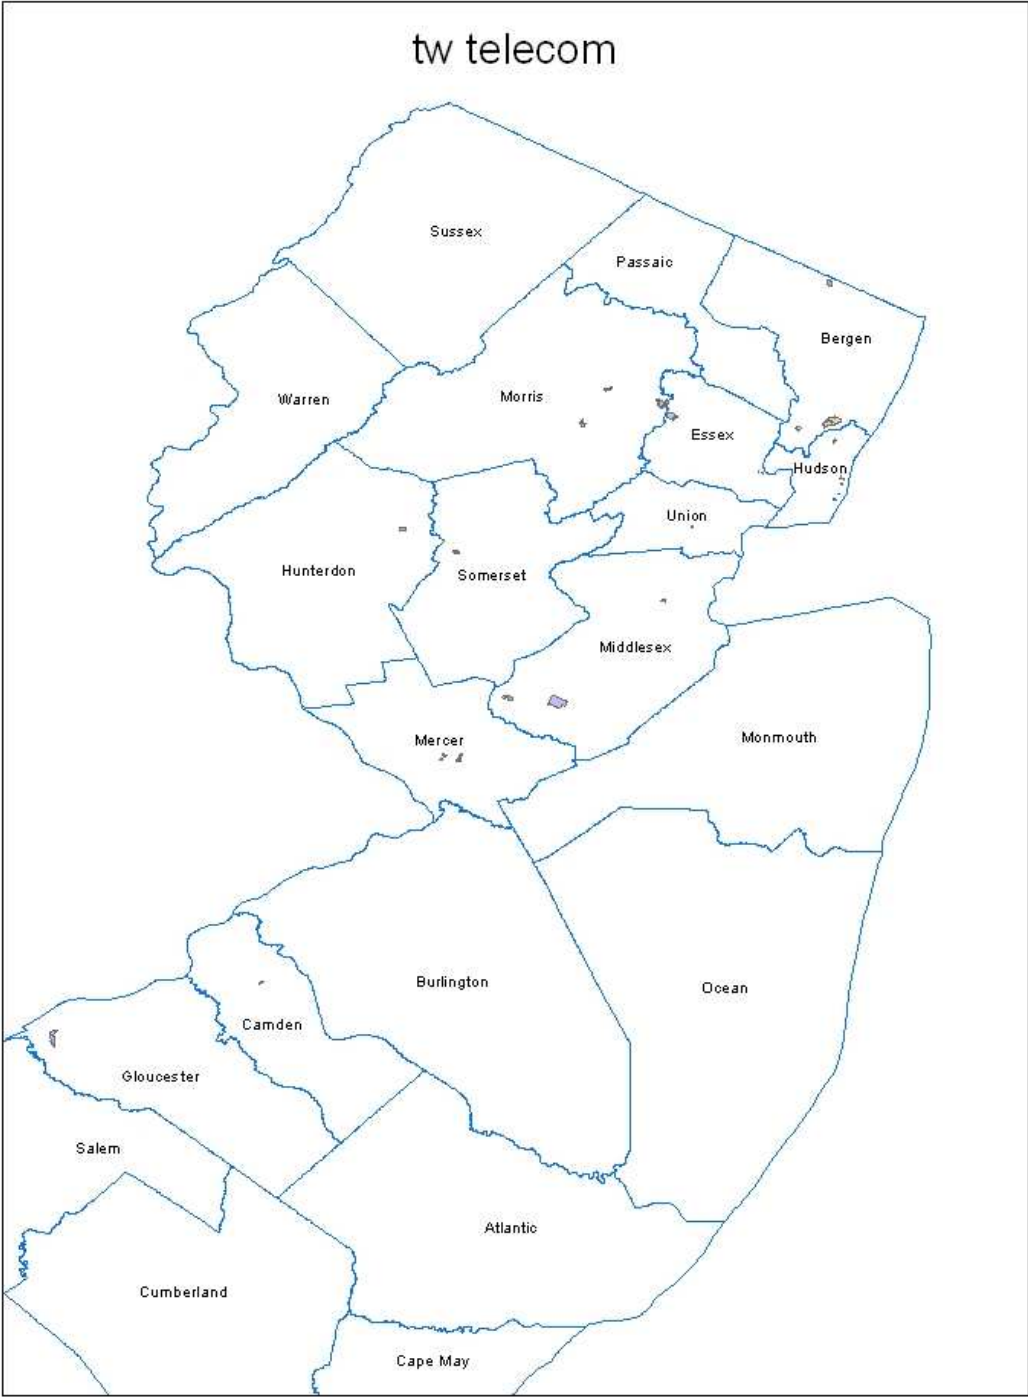 tw telecom
Sussex
Passaic
Bergen
Warren
Morris
Essex
Hudson
Union
Hunterdon
Somerset
Middlesex
Mercer
Monmouth
Burlington
Ocean
Camden
Gloucester
Salem
Atlantic
Cumberland
Cape May